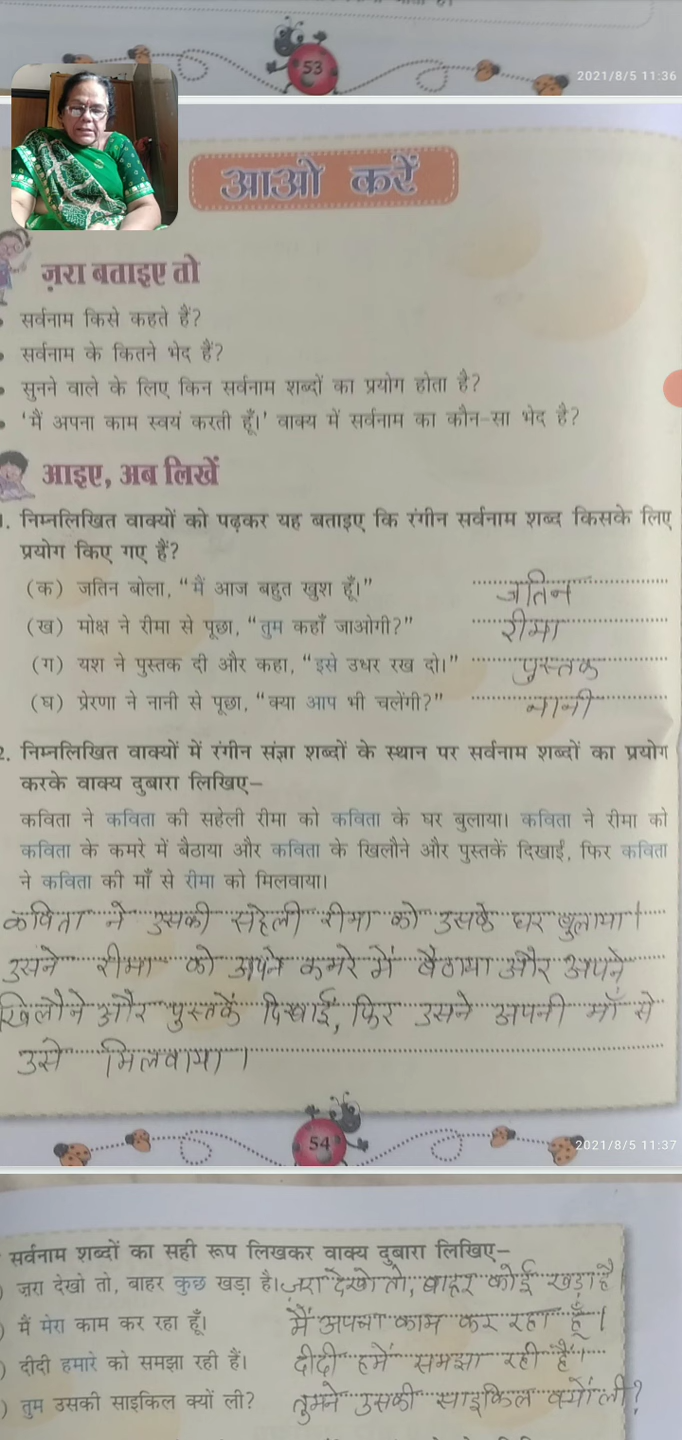 53
2021/8/5 11:36
आओ करें
ज़रा बताइए तो
सर्वनाम किसे कहते हैं?
सर्वनाम के कितने भेद हैं?
सुनने वाले के लिए किन सर्वनाम शब्दों का प्रयोग होता है?
'मैं अपना काम स्वयं करती हूँ।' वाक्य में सर्वनाम का कौन-सा भेद है?
आइए, अब लिखें
1. निम्नलिखित वाक्यों को पढ़कर यह बताइए कि रंगीन सर्वनाम शब्द किसके लिए
प्रयोग किए गए हैं?
(क) जतिन बोला, “मैं आज बहुत खुश हूँ।” जतिन
(ख) मोक्ष ने रीमा से पूछा, “तुम कहाँ जाओगी?” रीमा
(ग) यश ने पुस्तक दी और कहा, “इसे उधर रख दो।” पुस्तक
(घ) प्रेरणा ने नानी से पूछा, “क्या आप भी चलेंगी?” नानी
2. निम्नलिखित वाक्यों में रंगीन संज्ञा शब्दों के स्थान पर सर्वनाम शब्दों का प्रयोग
करके वाक्य दुबारा लिखिए–
कविता ने कविता की सहेली रीमा को कविता के घर बुलाया। कविता ने रीमा को
कविता के कमरे में बैठाया और कविता के खिलौने और पुस्तकें दिखाईं, फिर कविता
ने कविता की माँ से रीमा को मिलवाया।
कविता ने उसकी सहेली रीमा को उसके घर बुलाया।
उसने रीमा को अपने कमरे में बैठाया और अपने
खिलौने और पुस्तकें दिखाईं, फिर उसने अपनी माँ से
उसे मिलवाया।
54
2021/8/5 11:37
सर्वनाम शब्दों का सही रूप लिखकर वाक्य दुबारा लिखिए–
) ज़रा देखो तो, बाहर कुछ खड़ा है। ज़रा देखो तो, बाहर कोई खड़ा है।
) मैं मेरा काम कर रहा हूँ। मैं अपना काम कर रहा हूँ।
) दीदी हमारे को समझा रही हैं। दीदी हमें समझा रही हैं।
) तुम उसकी साइकिल क्यों ली? तुमने उसकी साइकिल क्यों ली?